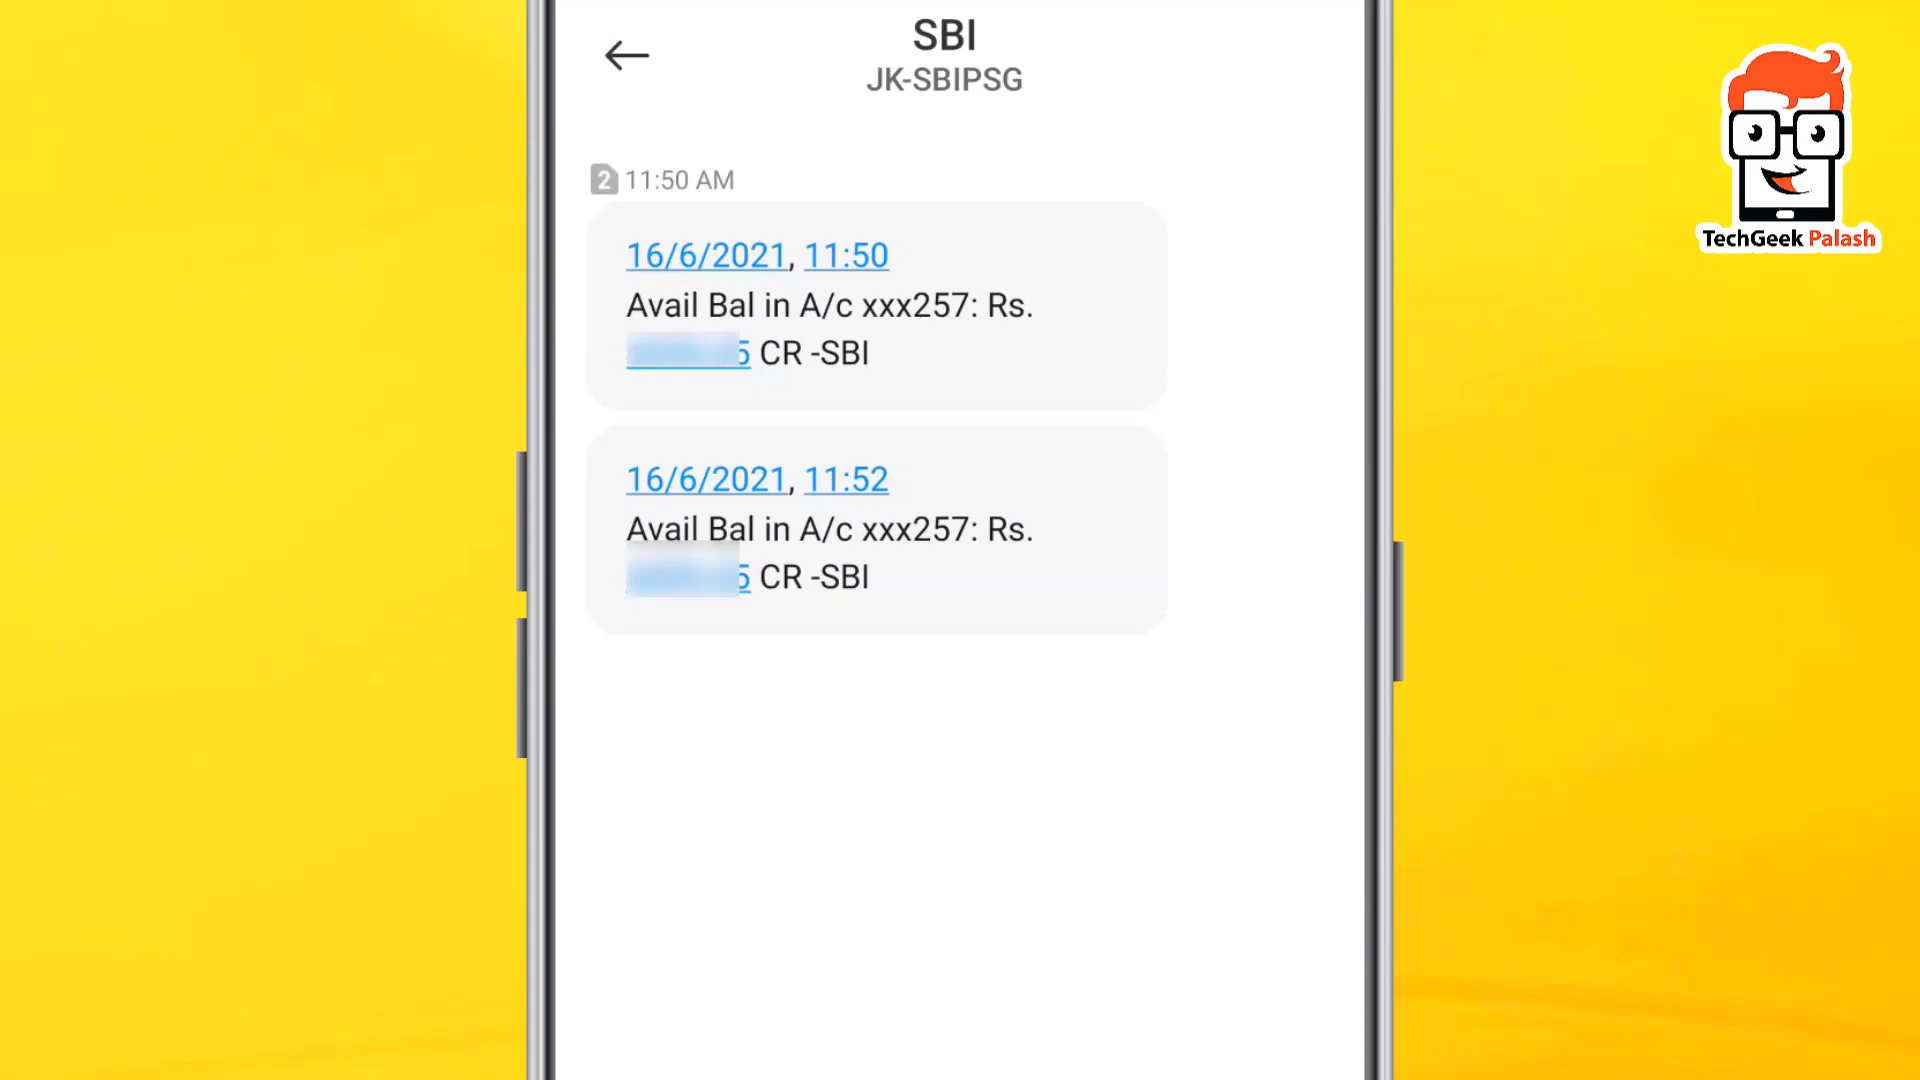 SBI
JK-SBIPSG
2 11:50 AM
16/6/2021, 11:50
Avail Bal in A/c xxx257: Rs.
5 CR -SBI
16/6/2021, 11:52
Avail Bal in A/c xxx257: Rs.
5 CR -SBI
TechGeek Palash